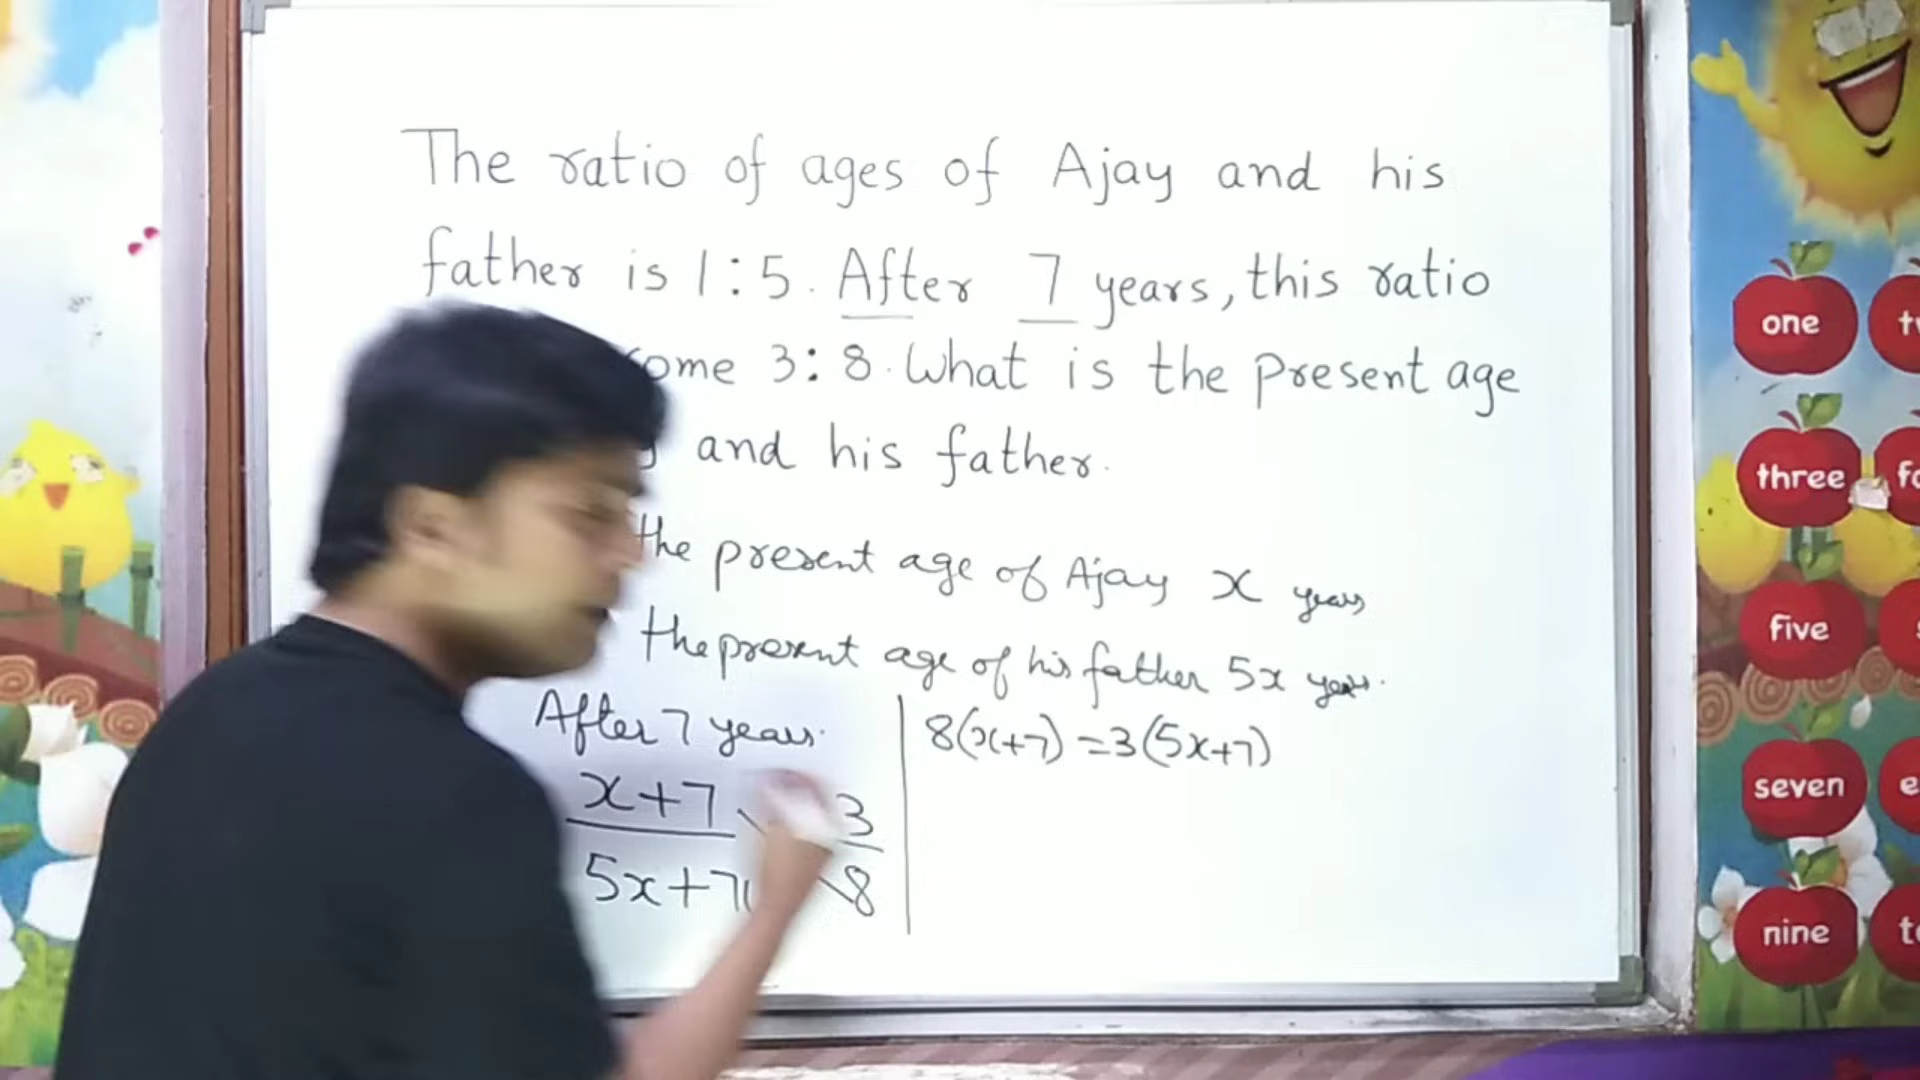 The ratio of ages of Ajay and his
father is 1:5. After 7 years, this ratio
ome 3:8. What is the present age
and his father.
the present age of Ajay x years
the present age of his father 5x years.
After 7 years.
x+7
5x+7
3
8
8(x+7) = 3(5x+7)
one
three
five
seven
nine